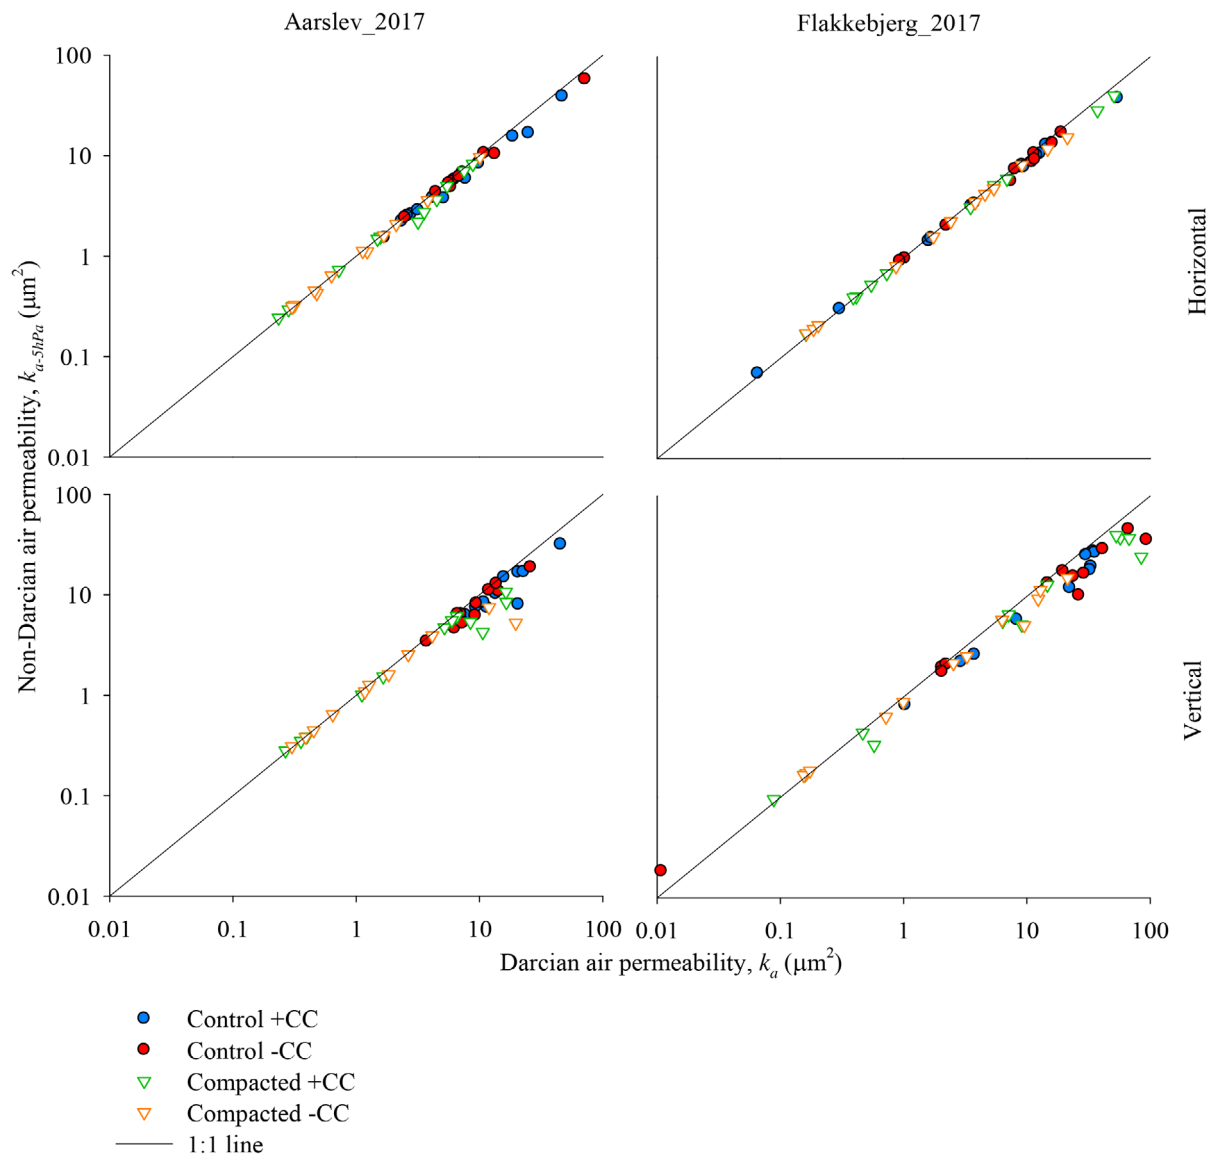 Aarslev_2017
Flakkebjerg_2017
100
10
1
0.1
0.01
Horizontal
Non-Darcian air permeability, kₐ₋₅ₕPₐ (μm²)
100
10
1
0.1
0.01
Vertical
0.01 0.1 1 10 100 0.01 0.1 1 10 100
Darcian air permeability, kₐ (μm²)
Control +CC
Control -CC
Compacted +CC
Compacted -CC
1:1 line